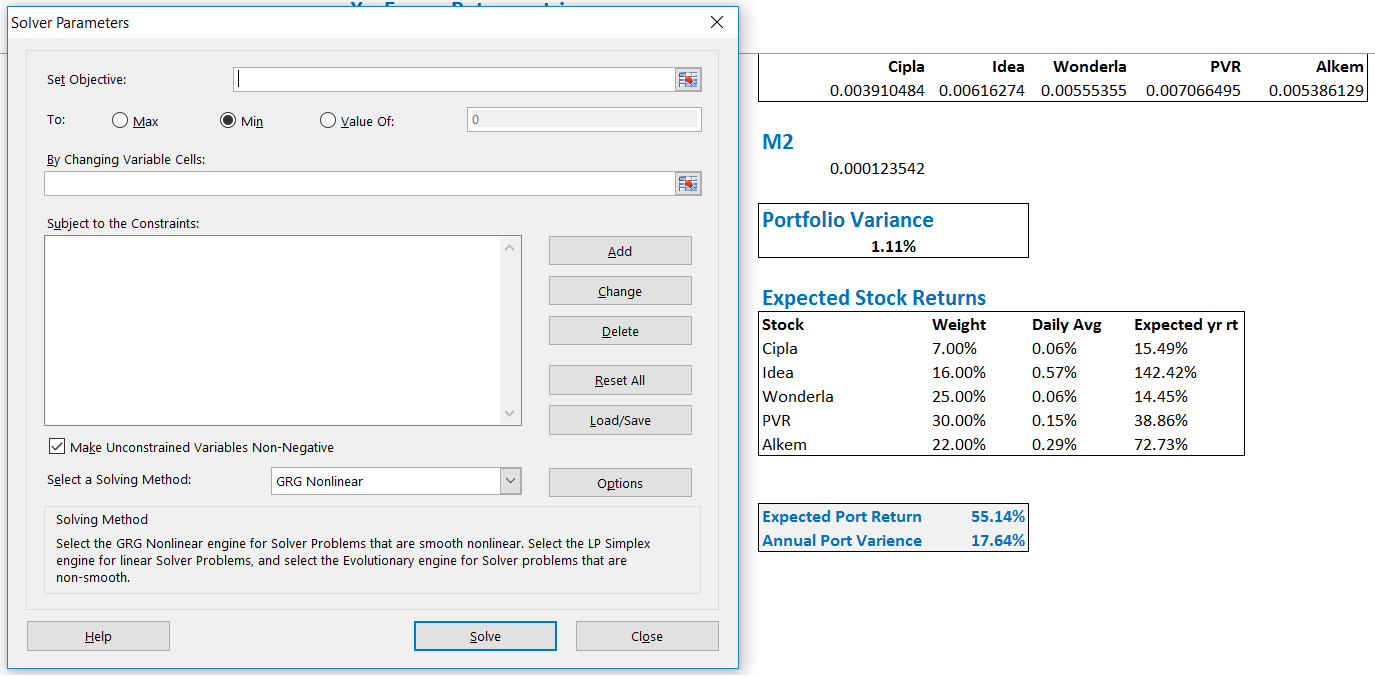 Solver Parameters
Set Objective:
To:
Max
Min
Value Of:
0
By Changing Variable Cells:
Subject to the Constraints:
Add
Change
Delete
Reset All
Load/Save
Make Unconstrained Variables Non-Negative
Select a Solving Method:
GRG Nonlinear
Options
Solving Method
Select the GRG Nonlinear engine for Solver Problems that are smooth nonlinear. Select the LP Simplex
engine for linear Solver Problems, and select the Evolutionary engine for Solver problems that are
non-smooth.
Help
Solve
Close
Cipla Idea Wonderla PVR Alkem
0.003910484 0.00616274 0.00555355 0.007066495 0.005386129
M2
0.000123542
Portfolio Variance
1.11%
Expected Stock Returns
Stock Weight Daily Avg Expected yr rt
Cipla 7.00% 0.06% 15.49%
Idea 16.00% 0.57% 142.42%
Wonderla 25.00% 0.06% 14.45%
PVR 30.00% 0.15% 38.86%
Alkem 22.00% 0.29% 72.73%
Expected Port Return 55.14%
Annual Port Varience 17.64%